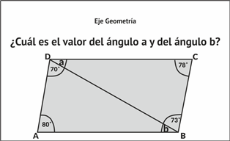 Eje Geometría
¿Cuál es el valor del ángulo a y del ángulo b?
D
C
a
70°
78°
80°
72°
b
A
B